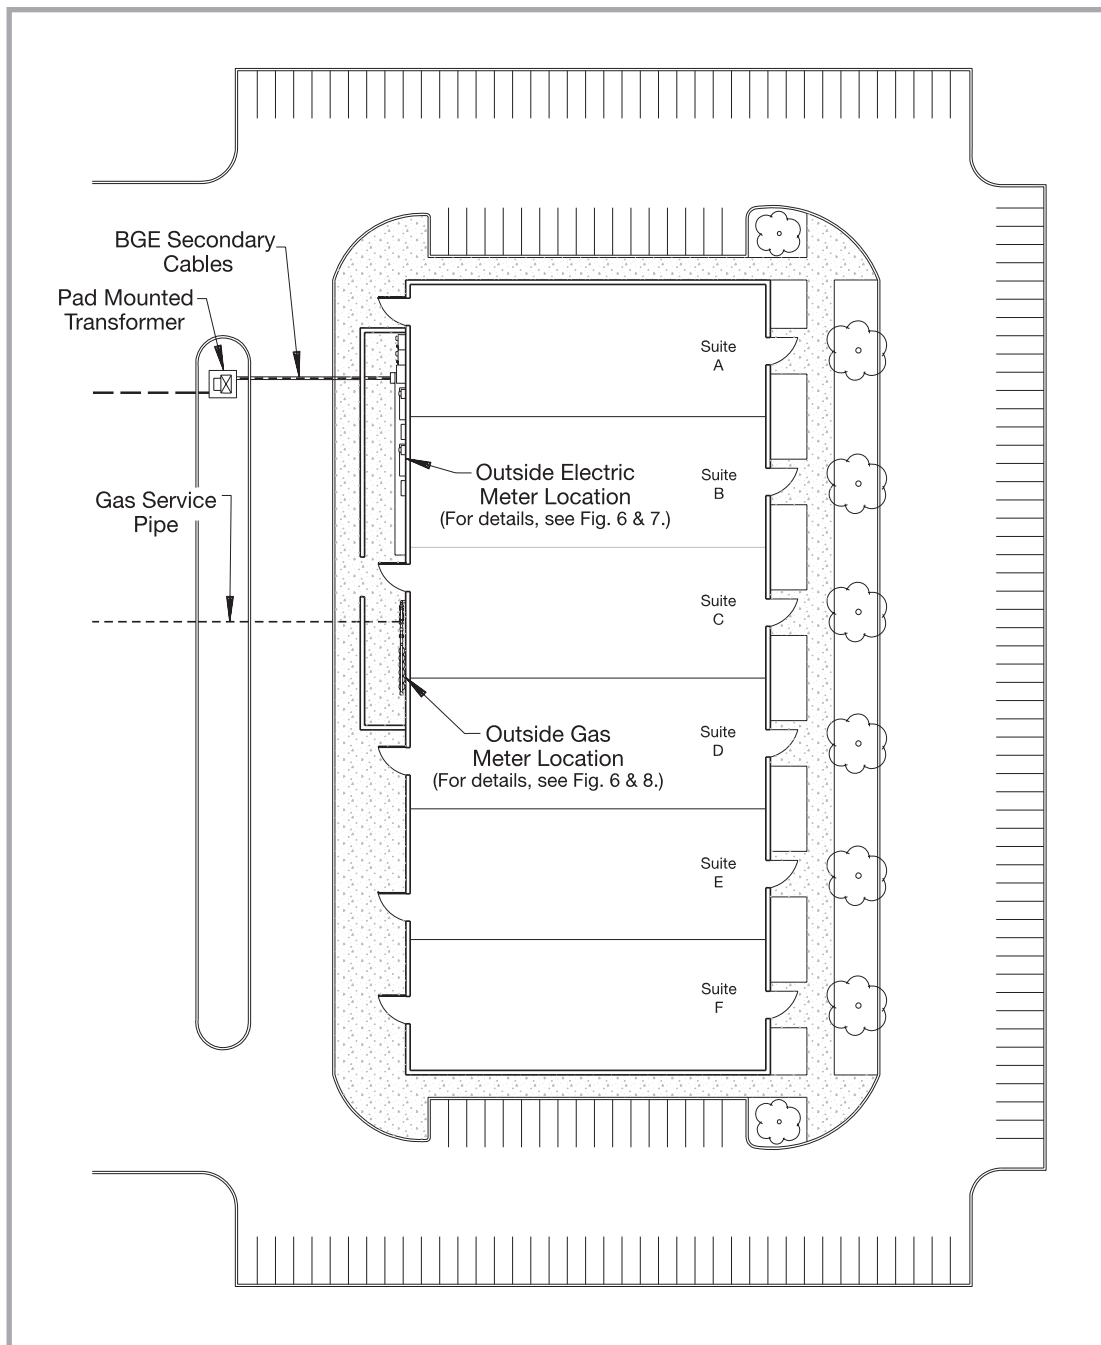 BGE Secondary
Cables
Pad Mounted
Transformer
Suite
A
Outside Electric
Meter Location
(For details, see Fig. 6 & 7.)
Suite
B
Gas Service
Pipe
Suite
C
Outside Gas
Meter Location
(For details, see Fig. 6 & 8.)
Suite
D
Suite
E
Suite
F